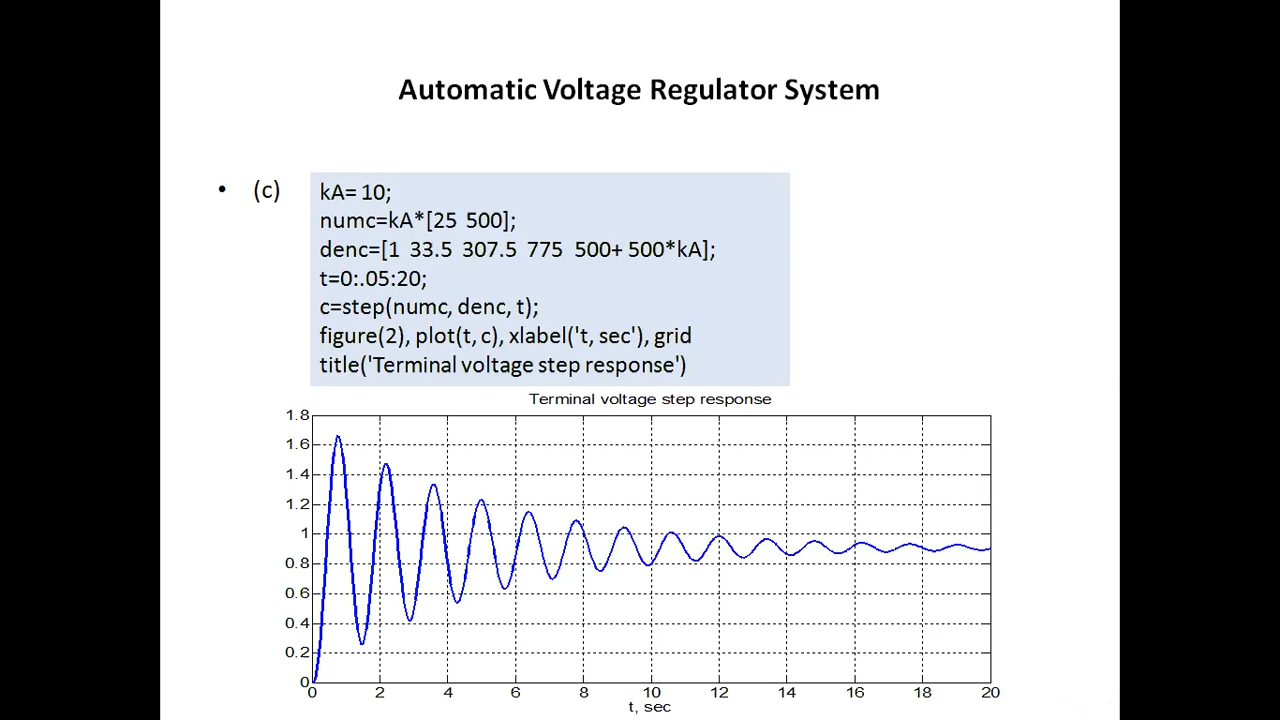 Automatic Voltage Regulator System
• (c)
kA= 10;
numc=kA*[25 500];
denc=[1 33.5 307.5 775 500+ 500*kA];
t=0:.05:20;
c=step(numc, denc, t);
figure(2), plot(t, c), xlabel('t, sec'), grid
title('Terminal voltage step response')
Terminal voltage step response
1.8
1.6
1.4
1.2
1
0.8
0.6
0.4
0.2
0
0 2 4 6 8 10 12 14 16 18 20
t, sec